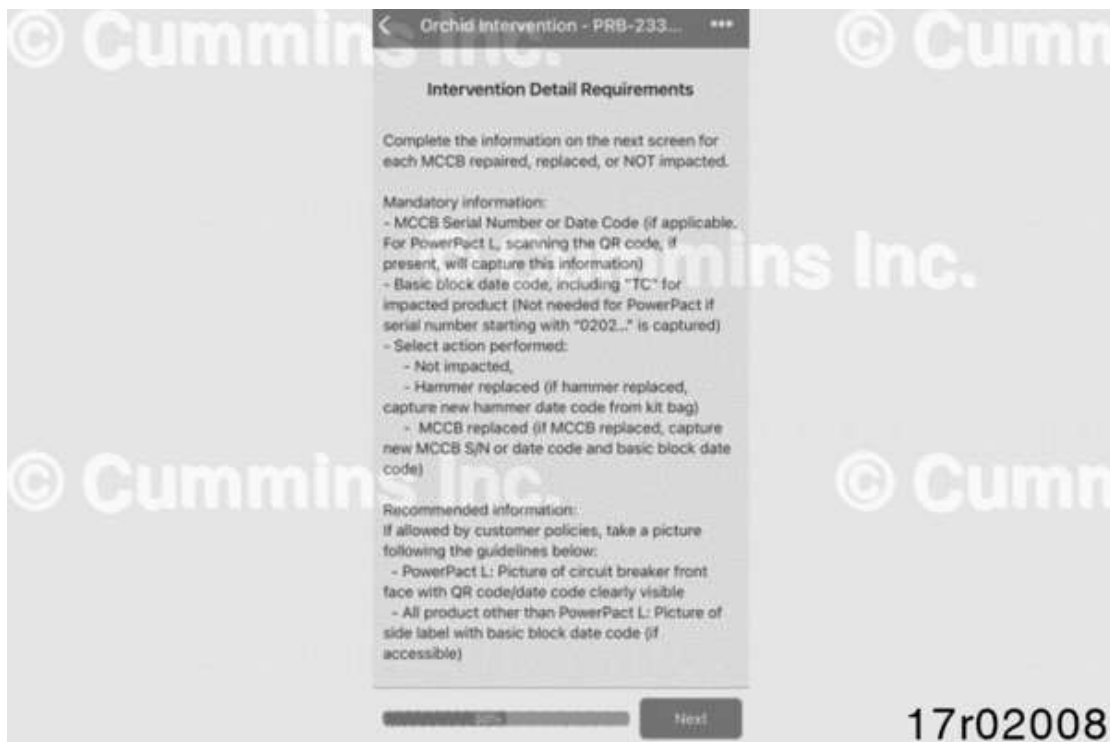 Orchid Intervention - PRB-233... •••
© Cummins Inc.
© Cumm
Intervention Detail Requirements
Complete the information on the next screen for
each MCCB repaired, replaced, or NOT impacted.
Mandatory information:
- MCCB Serial Number or Date Code (if applicable.
For PowerPact L, scanning the QR code, if
present, will capture this information)
- Basic block date code, including "TC" for
impacted product (Not needed for PowerPact if
serial number starting with "0202..." is captured)
- Select action performed:
- Not impacted,
- Hammer replaced (if hammer replaced,
capture new hammer date code from kit bag)
- MCCB replaced (if MCCB replaced, capture
new MCCB S/N or date code and basic block date
code)
© Cummins Inc.
© Cummins Inc.
© Cumm
Recommended information:
If allowed by customer policies, take a picture
following the guidelines below:
- PowerPact L: Picture of circuit breaker front
face with QR code/date code clearly visible
- All product other than PowerPact L: Picture of
side label with basic block date code (if
accessible)
Next
17r02008